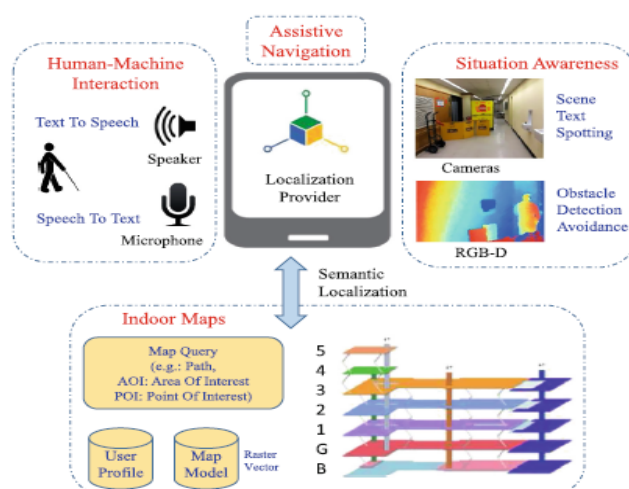 Assistive
Navigation
Human-Machine
Interaction
Text To Speech
Speaker
Speech To Text
Microphone
Localization
Provider
Situation Awareness
Scene
Text
Spotting
Cameras
Obstacle
Detection
Avoidance
RGB-D
Semantic
Localization
Indoor Maps
Map Query
(e.g.: Path,
AOI: Area Of Interest
POI: Point Of Interest)
User
Profile
Map
Model
Raster
Vector
5
4
3
2
1
G
B